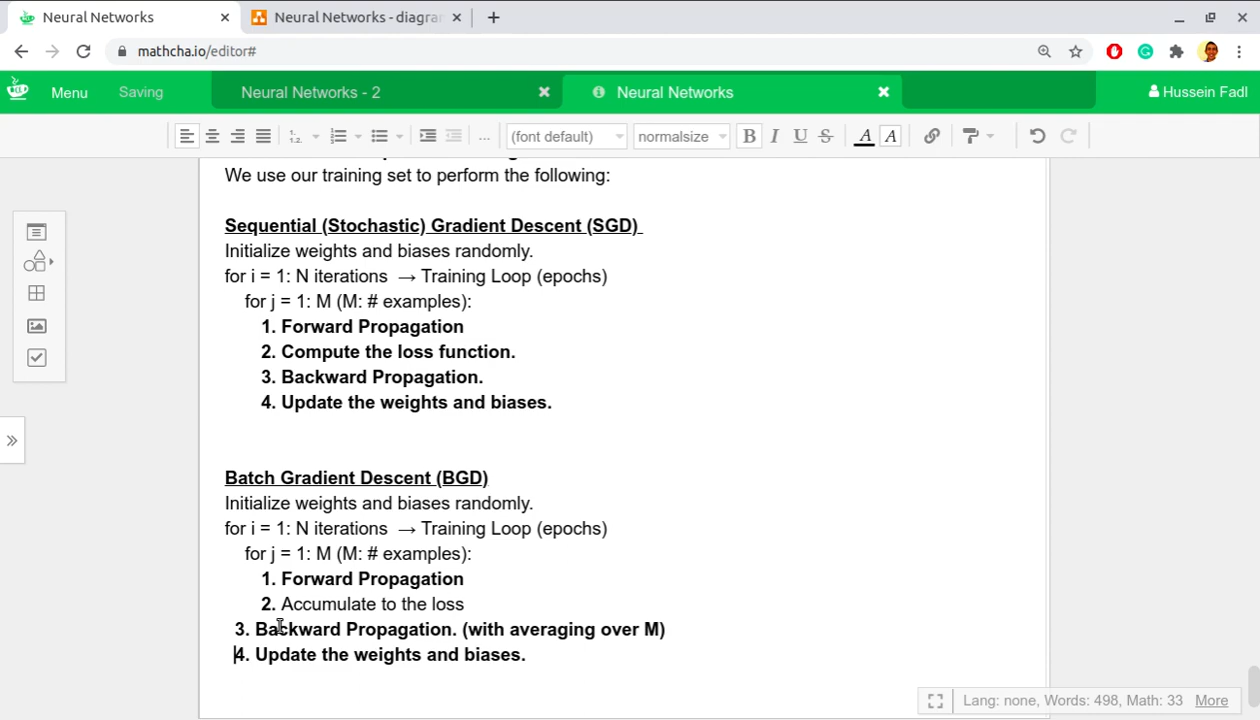 Neural Networks
Neural Networks - diagrar
mathcha.io/editor#
Menu
Saving
Neural Networks - 2
Neural Networks
Hussein Fadl
(font default)
normalsize
B
I
U
S
A
A
We use our training set to perform the following:
Sequential (Stochastic) Gradient Descent (SGD)
Initialize weights and biases randomly.
for i = 1: N iterations → Training Loop (epochs)
for j = 1: M (M: # examples):
1. Forward Propagation
2. Compute the loss function.
3. Backward Propagation.
4. Update the weights and biases.
Batch Gradient Descent (BGD)
Initialize weights and biases randomly.
for i = 1: N iterations → Training Loop (epochs)
for j = 1: M (M: # examples):
1. Forward Propagation
2. Accumulate to the loss
3. Backward Propagation. (with averaging over M)
4. Update the weights and biases.
Lang: none, Words: 498, Math: 33 More